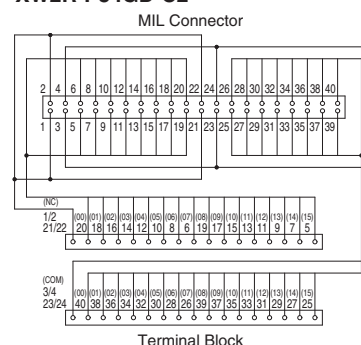 MIL Connector
2 4 6 8 10 12 14 16 18 20 22 24 26 28 30 32 34 36 38 40
1 3 5 7 9 11 13 15 17 19 21 23 25 27 29 31 33 35 37 39
(NC)
1/2 (00) (01) (02) (03) (04) (05) (06) (07) (08) (09) (10) (11) (12) (13) (14) (15)
21/22 20 18 16 14 12 10 8 6 19 17 15 13 11 9 7 5
(COM)
3/4 (00) (01) (02) (03) (04) (05) (06) (07) (08) (09) (10) (11) (12) (13) (14) (15)
23/24 40 38 36 34 32 30 28 26 39 37 35 33 31 29 27 25
Terminal Block